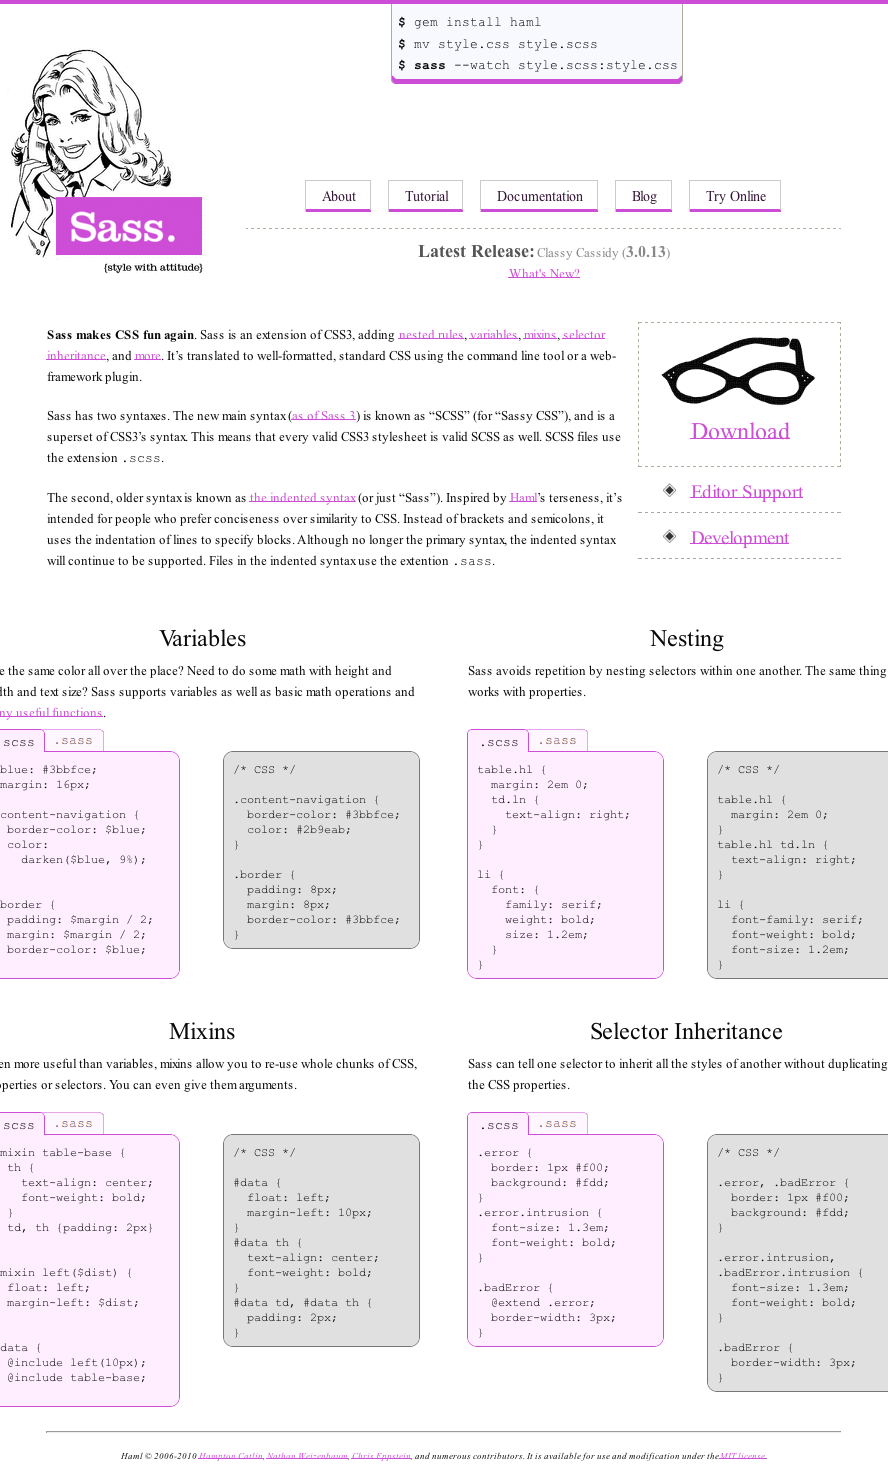 $ gem install haml
$ mv style.css style.scss
$ sass --watch style.scss:style.css
Sass.
{style with attitude}
About Tutorial Documentation Blog Try Online
Latest Release: Classy Cassidy (3.0.13)
What's New?
Sass makes CSS fun again. Sass is an extension of CSS3, adding nested rules, variables, mixins, selector
inheritance, and more. It’s translated to well-formatted, standard CSS using the command line tool or a web-
framework plugin.
Sass has two syntaxes. The new main syntax (as of Sass 3) is known as “SCSS” (for “Sassy CSS”), and is a
superset of CSS3’s syntax. This means that every valid CSS3 stylesheet is valid SCSS as well. SCSS files use
the extension .scss.
The second, older syntax is known as the indented syntax (or just “Sass”). Inspired by Haml’s terseness, it’s
intended for people who prefer conciseness over similarity to CSS. Instead of brackets and semicolons, it
uses the indentation of lines to specify blocks. Although no longer the primary syntax, the indented syntax
will continue to be supported. Files in the indented syntax use the extention .sass.
Download
Editor Support
Development
Variables
e the same color all over the place? Need to do some math with height and
dth and text size? Sass supports variables as well as basic math operations and
ny useful functions.
scss .sass
blue: #3bbfce;
margin: 16px;
content-navigation {
border-color: $blue;
color:
darken($blue, 9%);
border {
padding: $margin / 2;
margin: $margin / 2;
border-color: $blue;
/* CSS */
.content-navigation {
border-color: #3bbfce;
color: #2b9eab;
}
.border {
padding: 8px;
margin: 8px;
border-color: #3bbfce;
}
Nesting
Sass avoids repetition by nesting selectors within one another. The same thing
works with properties.
.scss .sass
table.hl {
margin: 2em 0;
td.ln {
text-align: right;
}
}
li {
font: {
family: serif;
weight: bold;
size: 1.2em;
}
}
/* CSS */
table.hl {
margin: 2em 0;
}
table.hl td.ln {
text-align: right;
}
li {
font-family: serif;
font-weight: bold;
font-size: 1.2em;
}
Mixins
en more useful than variables, mixins allow you to re-use whole chunks of CSS,
operties or selectors. You can even give them arguments.
scss .sass
mixin table-base {
th {
text-align: center;
font-weight: bold;
}
td, th {padding: 2px}
mixin left($dist) {
float: left;
margin-left: $dist;
data {
@include left(10px);
@include table-base;
/* CSS */
#data {
float: left;
margin-left: 10px;
}
#data th {
text-align: center;
font-weight: bold;
}
#data td, #data th {
padding: 2px;
}
Selector Inheritance
Sass can tell one selector to inherit all the styles of another without duplicating
the CSS properties.
.scss .sass
.error {
border: 1px #f00;
background: #fdd;
}
.error.intrusion {
font-size: 1.3em;
font-weight: bold;
}
.badError {
@extend .error;
border-width: 3px;
}
/* CSS */
.error, .badError {
border: 1px #f00;
background: #fdd;
}
.error.intrusion,
.badError.intrusion {
font-size: 1.3em;
font-weight: bold;
}
.badError {
border-width: 3px;
}
Haml © 2006-2010 Hampton Catlin, Nathan Weizenbaum, Chris Eppstein, and numerous contributors. It is available for use and modification under the MIT license.